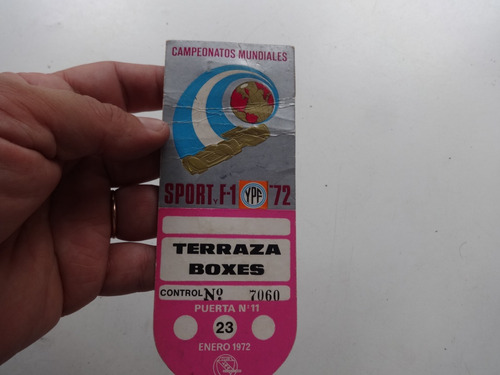 CAMPEONATOS MUNDIALES
SPORT Y F-1 YPF "72
TERRAZA
BOXES
CONTROL Nº 7060
PUERTA Nº 11
23
ENERO 1972